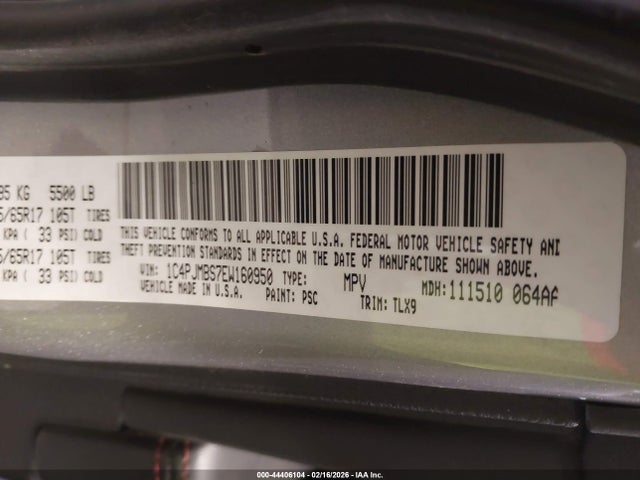 95 KG 5500 LB
5/65R17 105T TIRES
KPA ( 33 PSI) COLD
5/65R17 105T TIRES
KPA ( 33 PSI) COLD
THIS VEHICLE CONFORMS TO ALL APPLICABLE U.S.A. FEDERAL MOTOR VEHICLE SAFETY AND
THEFT PREVENTION STANDARDS IN EFFECT ON THE DATE OF MANUFACTURE SHOWN ABOVE.
VIN: 1C4PJMBS7EW160950 TYPE: MPV MDH:111510 064AF
VEHICLE MADE IN U.S.A. PAINT: PSC TRIM: TLX9
000-44406104 - 02/16/2026 - IAA Inc.